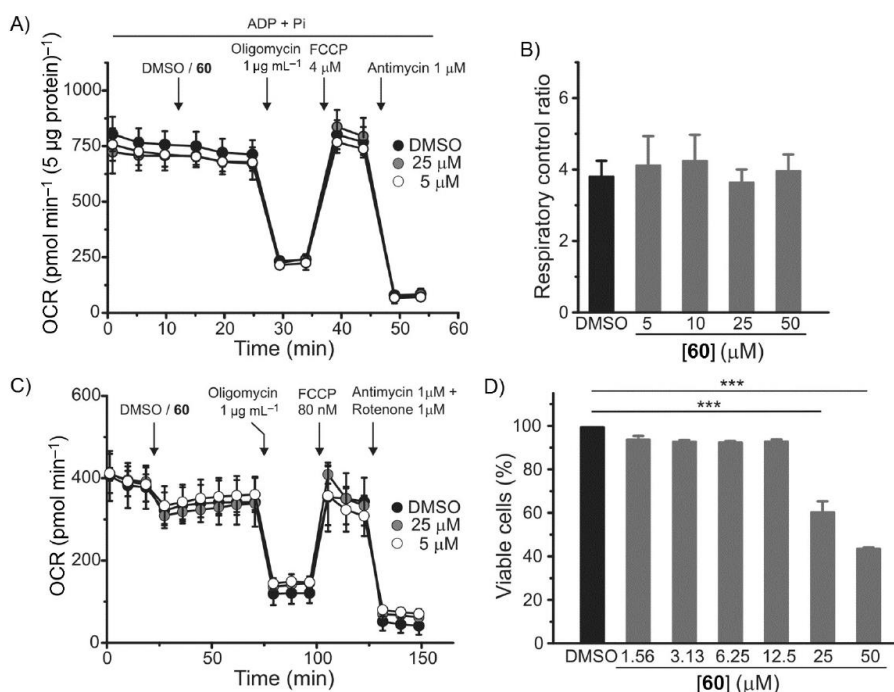 A)
ADP + Pi
DMSO / 60
Oligomycin
1 µg mL⁻¹
FCCP
4 µM
Antimycin 1 µM
OCR (pmol min⁻¹ (5 µg protein)⁻¹)
1000
750
500
250
0
DMSO
25 µM
5 µM
0 10 20 30 40 50 60
Time (min)
B)
Respiratory control ratio
6
4
2
0
DMSO 5 10 25 50
[60] (µM)
C)
DMSO / 60
Oligomycin
1 µg mL⁻¹
FCCP
80 nM
Antimycin 1µM +
Rotenone 1µM
OCR (pmol min⁻¹)
600
400
200
0
DMSO
25 µM
5 µM
0 50 100 150
Time (min)
D)
***
***
Viable cells (%)
100
80
60
40
20
0
DMSO 1.56 3.13 6.25 12.5 25 50
[60] (µM)